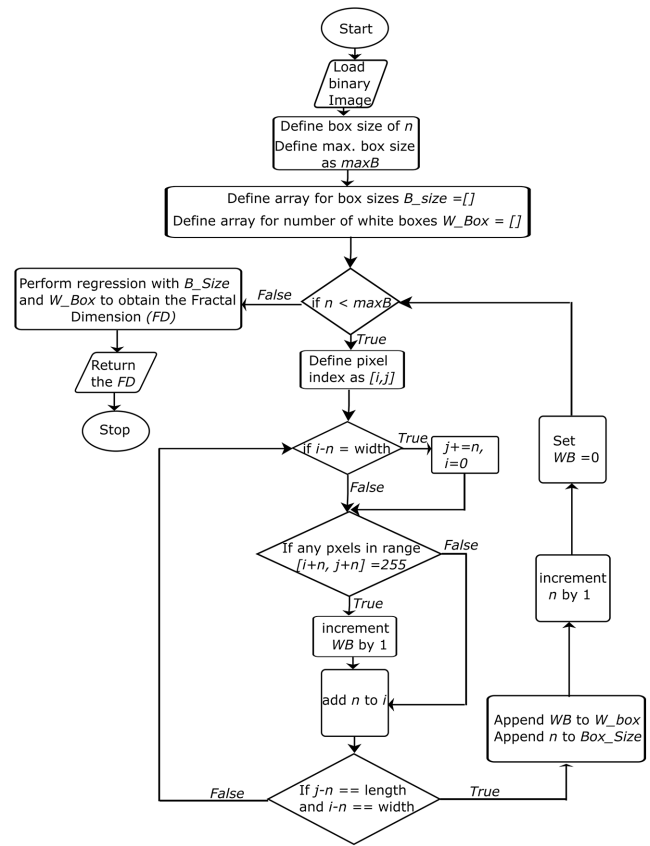 Start
Load
binary
Image
Define box size of n
Define max. box size
as maxB
Define array for box sizes B_size =[]
Define array for number of white boxes W_Box = []
Perform regression with B_Size
and W_Box to obtain the Fractal
Dimension (FD)
False
if n < maxB
True
Return
the FD
Define pixel
index as [i,j]
Stop
if i-n = width
True
j+=n,
i=0
Set
WB =0
False
If any pxels in range
[i+n, j+n] =255
False
True
increment
n by 1
increment
WB by 1
add n to i
Append WB to W_box
Append n to Box_Size
If j-n == length
and i-n == width
False
True